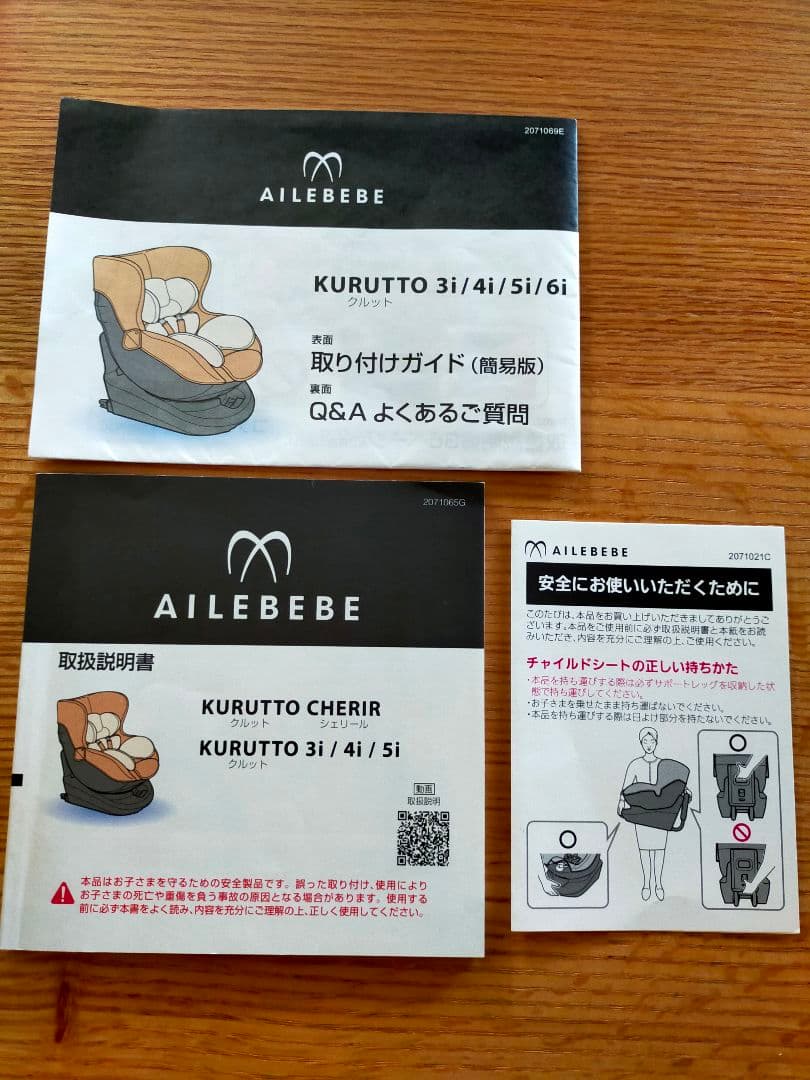 2071069E
AILEBEBE
KURUTTO 3i/4i/5i/6i
クルット
表面
取り付けガイド(簡易版)
裏面
Q&A よくあるご質問
2071065G
AILEBEBE
取扱説明書
KURUTTO CHERIR
クルット シェリール
KURUTTO 3i / 4i / 5i
クルット
動画
取扱説明
本品はお子さまを守るための安全製品です。誤った取り付け、使用により
お子さまの死亡や重傷を負う事故の原因となる場合があります。使用する
前に必ず本書をよく読み、内容を充分にご理解の上、正しく使用してください。
AILEBEBE
2071021C
安全にお使いいただくために
このたびは、本品をお買い上げいただきましてありがとうご
ざいます。本品をご使用前に必ず取扱説明書と本紙をお読
みいただき、内容を充分にご理解の上、ご使用ください。
チャイルドシートの正しい持ちかた
・本品を持ち運びする際は必ずサポートレッグを収納した状
態で持ち運びしてください。
・お子さまを乗せたまま持ち運ばないでください。
・本品を持ち運びする際は日よけ部分を持たないでください。